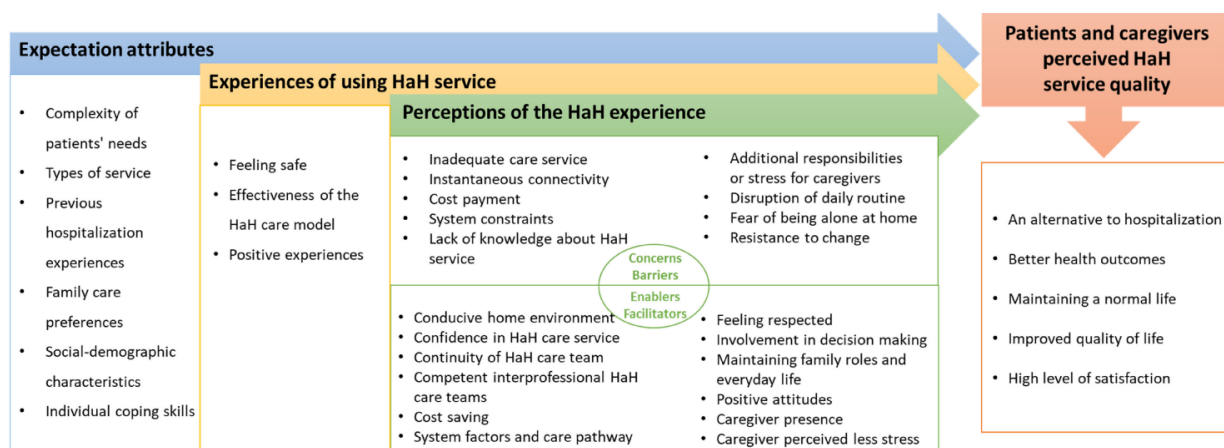 Expectation attributes
• Complexity of
patients' needs
• Types of service
• Previous
hospitalization
experiences
• Family care
preferences
• Social-demographic
characteristics
• Individual coping skills
Experiences of using HaH service
• Feeling safe
• Effectiveness of the
HaH care model
• Positive experiences
Perceptions of the HaH experience
• Inadequate care service
• Instantaneous connectivity
• Cost payment
• System constraints
• Lack of knowledge about HaH
service
• Additional responsibilities
or stress for caregivers
• Disruption of daily routine
• Fear of being alone at home
• Resistance to change
Concerns
Barriers
Enablers
Facilitators
• Conducive home environment
• Confidence in HaH care service
• Continuity of HaH care team
• Competent interprofessional HaH
care teams
• Cost saving
• System factors and care pathway
• Feeling respected
• Involvement in decision making
• Maintaining family roles and
everyday life
• Positive attitudes
• Caregiver presence
• Caregiver perceived less stress
Patients and caregivers
perceived HaH
service quality
• An alternative to hospitalization
• Better health outcomes
• Maintaining a normal life
• Improved quality of life
• High level of satisfaction